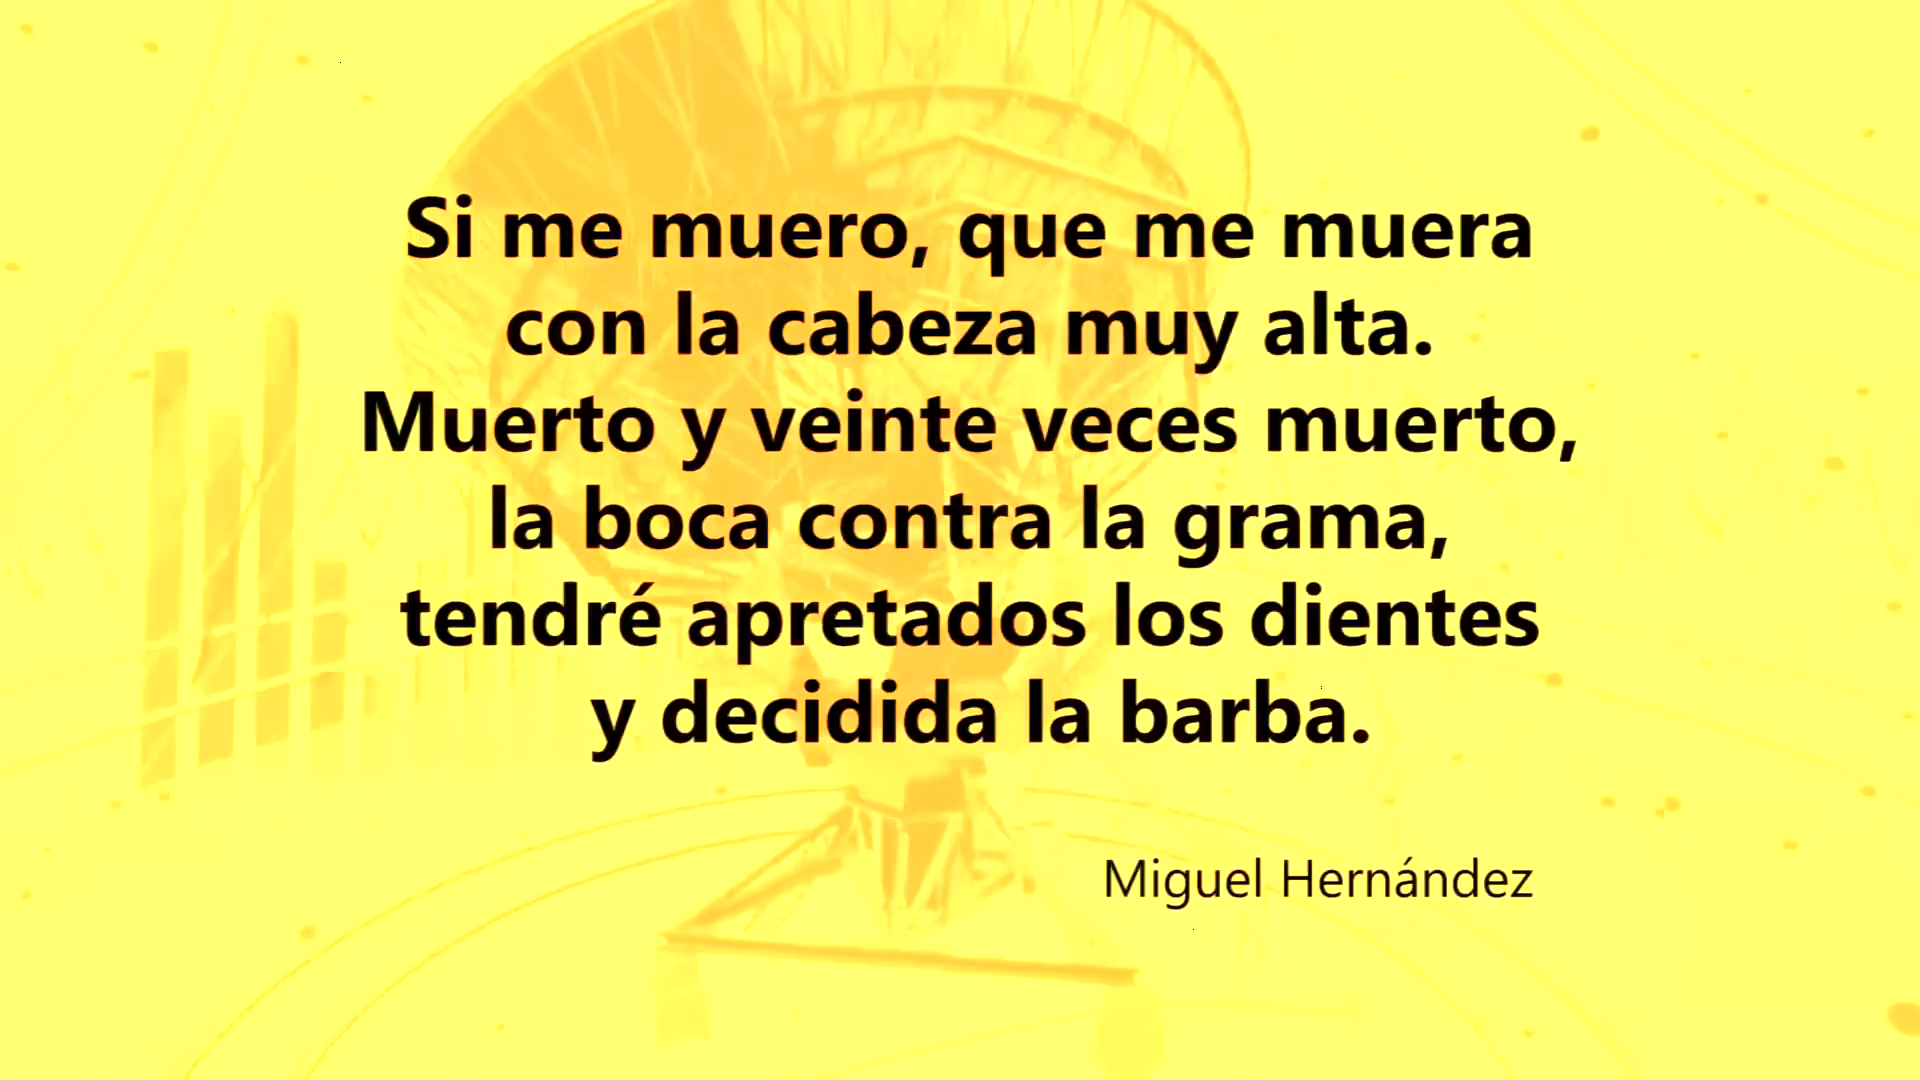 Si me muero, que me muera
con la cabeza muy alta.
Muerto y veinte veces muerto,
la boca contra la grama,
tendré apretados los dientes
y decidida la barba.
Miguel Hernández